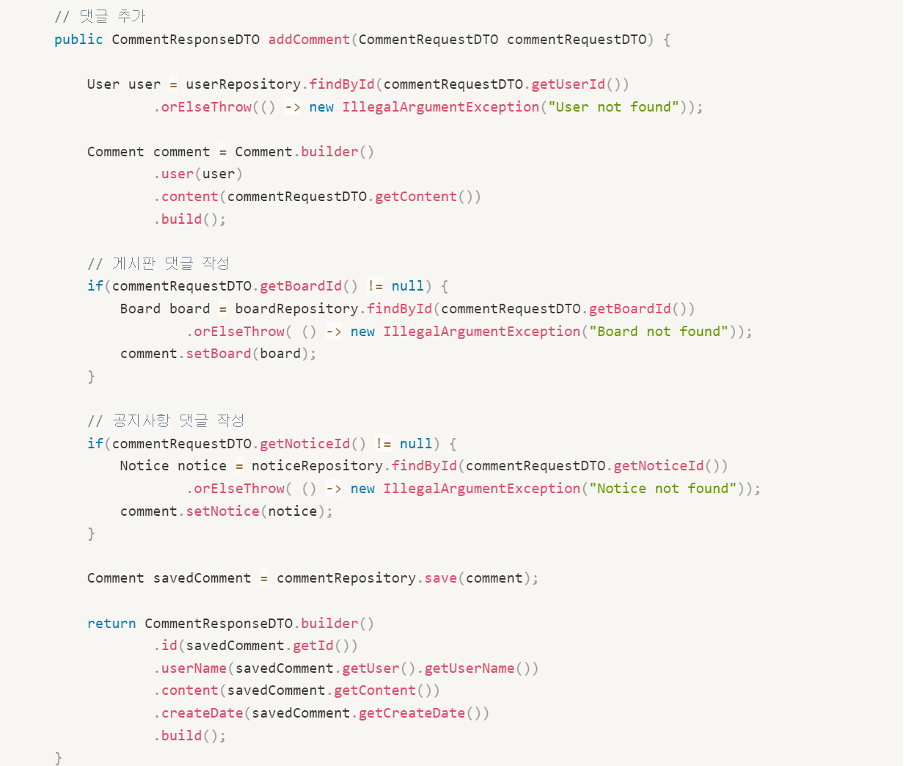 // 댓글 추가
public CommentResponseDTO addComment(CommentRequestDTO commentRequestDTO) {
User user = userRepository.findById(commentRequestDTO.getUserId())
.orElseThrow(() -> new IllegalArgumentException("User not found"));
Comment comment = Comment.builder()
.user(user)
.content(commentRequestDTO.getContent())
.build();
// 게시판 댓글 작성
if(commentRequestDTO.getBoardId() != null) {
Board board = boardRepository.findById(commentRequestDTO.getBoardId())
.orElseThrow( () -> new IllegalArgumentException("Board not found"));
comment.setBoard(board);
}
// 공지사항 댓글 작성
if(commentRequestDTO.getNoticeId() != null) {
Notice notice = noticeRepository.findById(commentRequestDTO.getNoticeId())
.orElseThrow( () -> new IllegalArgumentException("Notice not found"));
comment.setNotice(notice);
}
Comment savedComment = commentRepository.save(comment);
return CommentResponseDTO.builder()
.id(savedComment.getId())
.userName(savedComment.getUser().getUserName())
.content(savedComment.getContent())
.createDate(savedComment.getCreateDate())
.build();
}